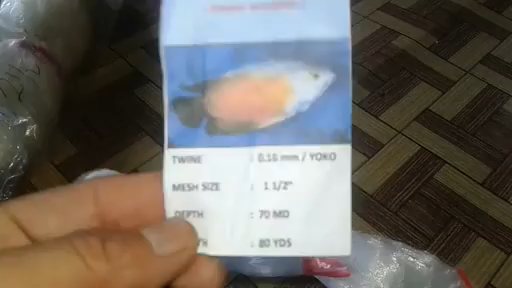 TWINE : 0.16 mm / YOKO
MESH SIZE : 1 1/2"
DEPTH : 70 MD
: 80 YDS